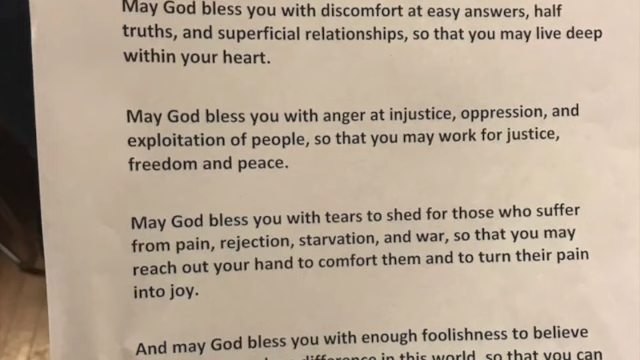 May God bless you with discomfort at easy answers, half
truths, and superficial relationships, so that you may live deep
within your heart.
May God bless you with anger at injustice, oppression, and
exploitation of people, so that you may work for justice,
freedom and peace.
May God bless you with tears to shed for those who suffer
from pain, rejection, starvation, and war, so that you may
reach out your hand to comfort them and to turn their pain
into joy.
And may God bless you with enough foolishness to believe
difference in this world, so that you can